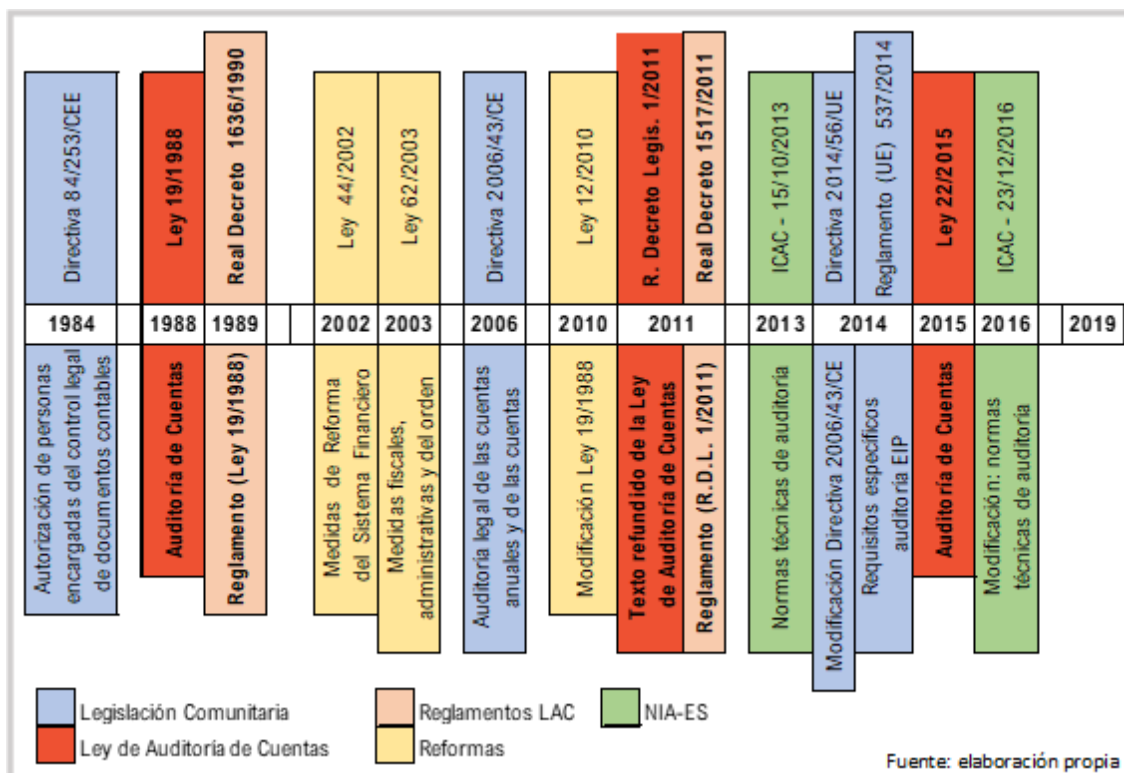 Directiva 84/253/CEE
Ley 19/1988
Real Decreto 1636/1990
Ley 44/2002
Ley 62/2003
Directiva 2006/43/CE
Ley 12/2010
R. Decreto Legis. 1/2011
Real Decreto 1517/2011
ICAC - 15/10/2013
Directiva 2014/56/UE
Reglamento (UE) 537/2014
Ley 22/2015
ICAC - 23/12/2016
1984 1988 1989 2002 2003 2006 2010 2011 2013 2014 2015 2016 2019
Autorización de personas
encargadas del control legal
de documentos contables
Auditoría de Cuentas
Reglamento (Ley 19/1988)
Medidas de Reforma
del Sistema Financiero
Medidas fiscales,
administrativas y del orden
Auditoría legal de las cuentas
anuales y de las cuentas
Modificación Ley 19/1988
Texto refundido de la Ley
de Auditoría de Cuentas
Reglamento (R.D.L. 1/2011)
Normas técnicas de auditoría
Modificación Directiva 2006/43/CE
Requisitos específicos
auditoría EIP
Auditoría de Cuentas
Modificación: normas
técnicas de auditoría
Legislación Comunitaria
Reglamentos LAC
NIA-ES
Ley de Auditoría de Cuentas
Reformas
Fuente: elaboración propia